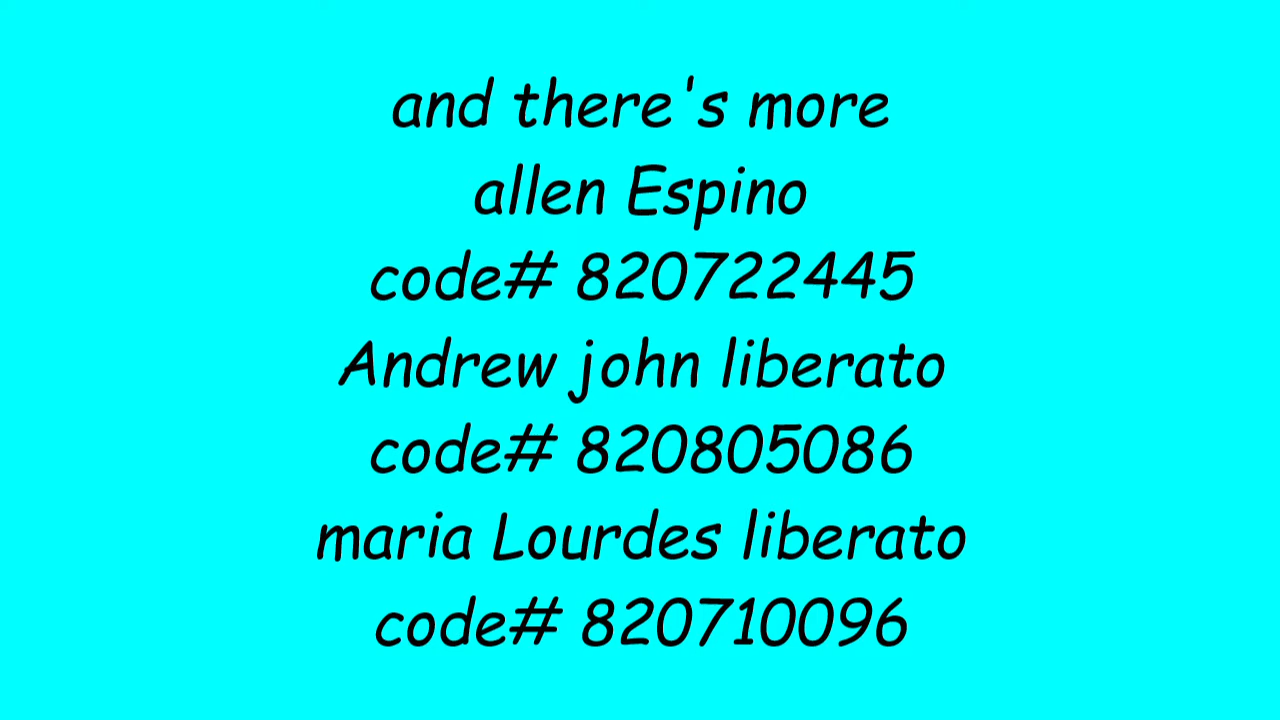 and there's more
allen Espino
code# 820722445
Andrew john liberato
code# 820805086
maria Lourdes liberato
code# 820710096